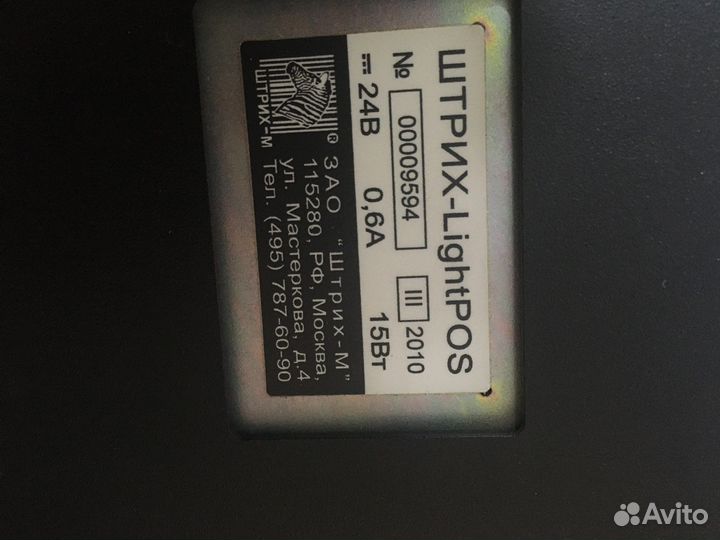 ШТРИХ-LightPOS
№ 00009594 III 2010
24В 0,6А 15Вт
ШТРИХ-М ®
ЗАО "Штрих-М"
115280, РФ, Москва,
ул. Мастеркова, д.4
Тел. (495) 787-60-90
Avito